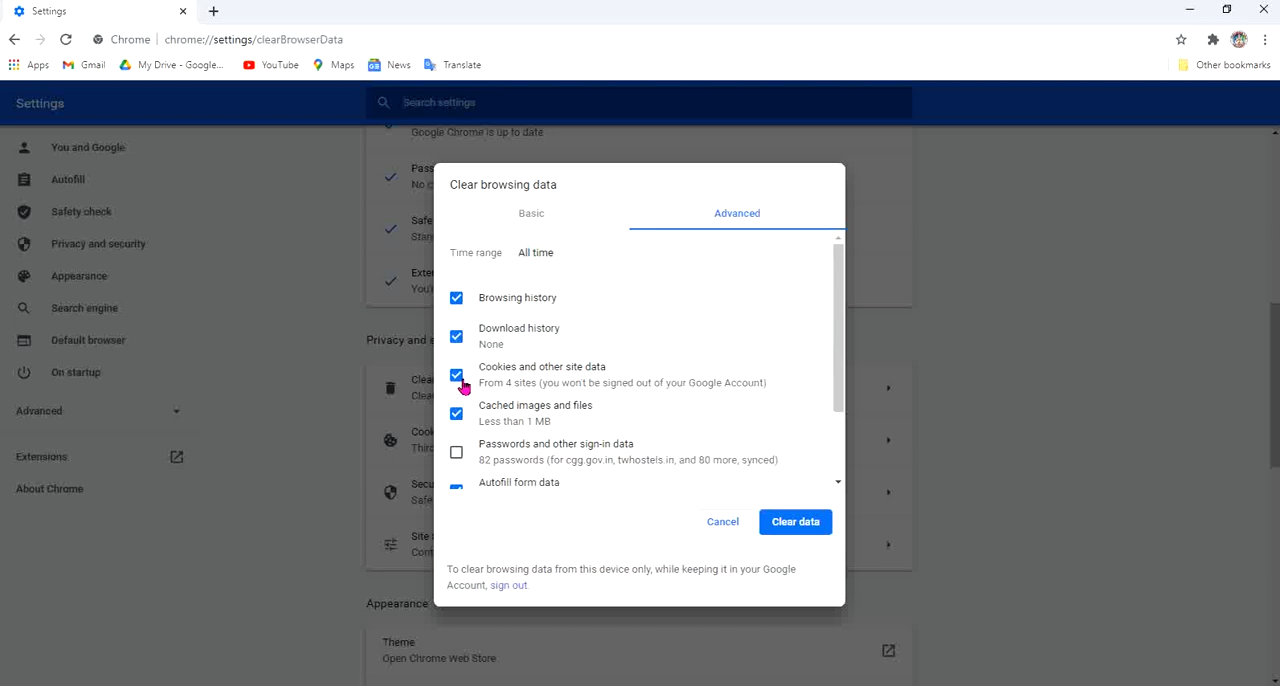 Settings
Chrome | chrome://settings/clearBrowserData
Apps Gmail My Drive - Google... YouTube Maps News Translate Other bookmarks
Settings
Search settings
You and Google
Autofill
Safety check
Privacy and security
Appearance
Search engine
Default browser
On startup
Advanced
Extensions
About Chrome
Google Chrome is up to date
Privacy and
Appearance
Theme
Open Chrome Web Store
Clear browsing data
Basic Advanced
Time range All time
Browsing history
Download history
None
Cookies and other site data
From 4 sites (you won't be signed out of your Google Account)
Cached images and files
Less than 1 MB
Passwords and other sign-in data
82 passwords (for cgg.gov.in, twhostels.in, and 80 more, synced)
Autofill form data
Cancel Clear data
To clear browsing data from this device only, while keeping it in your Google
Account, sign out.